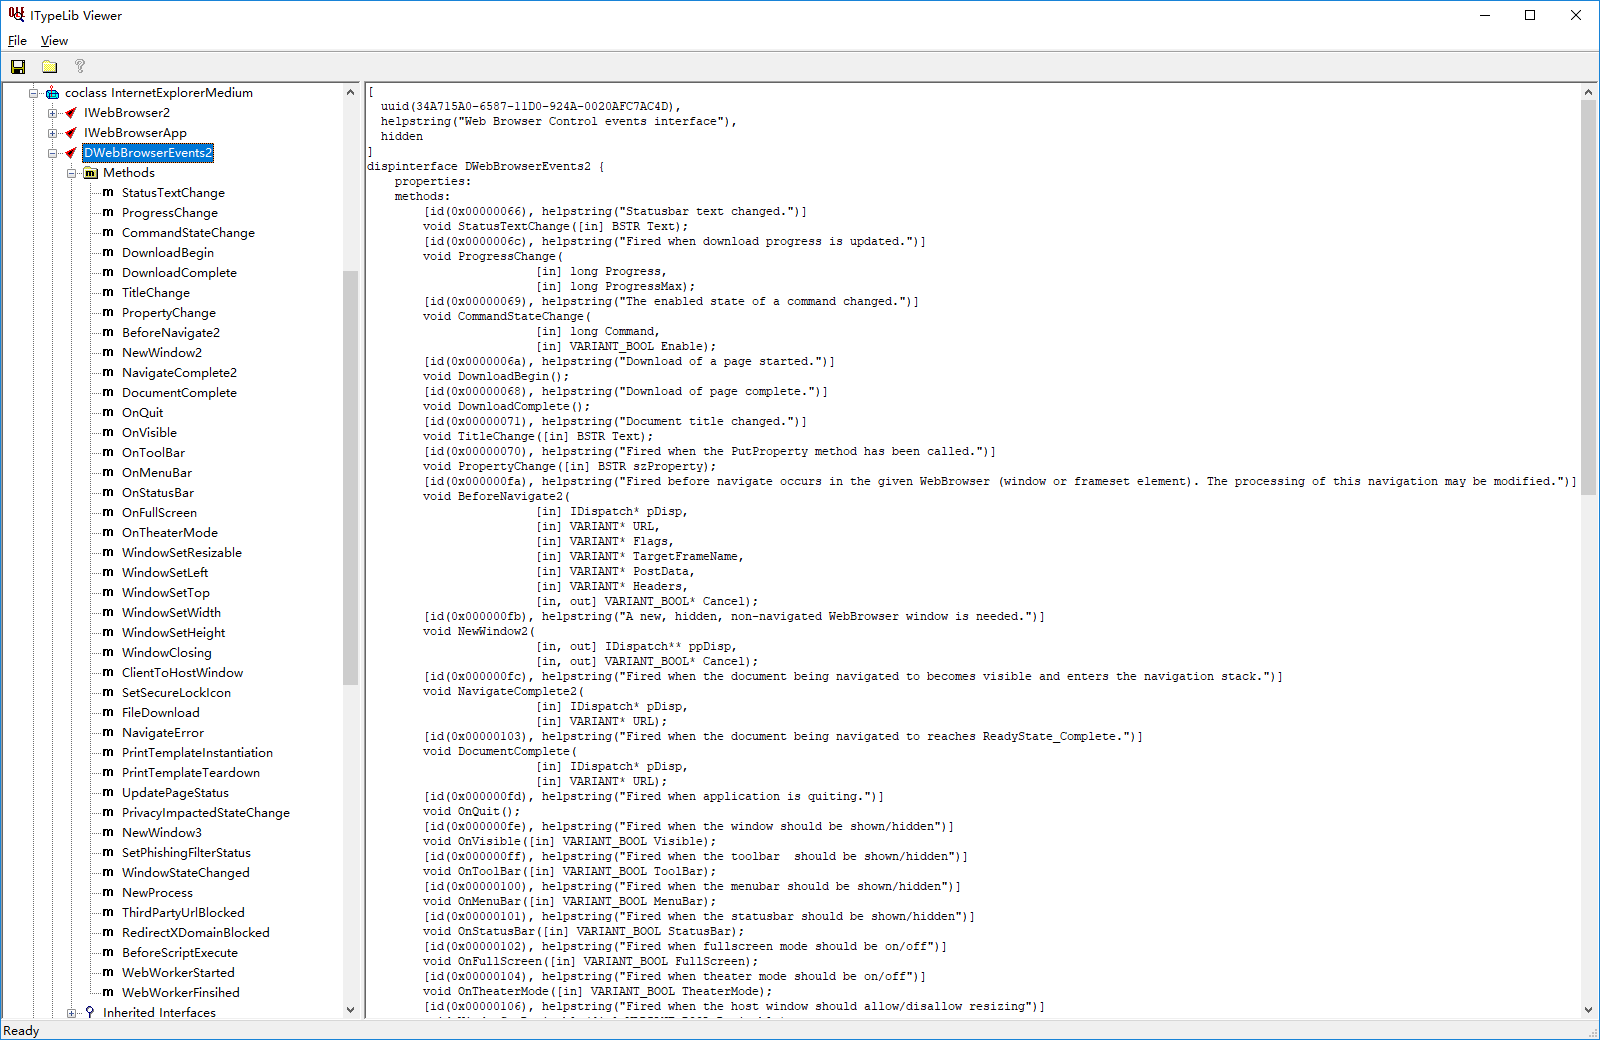 ITypeLib Viewer
File View
coclass InternetExplorerMedium
IWebBrowser2
IWebBrowserApp
DWebBrowserEvents2
Methods
m StatusTextChange
m ProgressChange
m CommandStateChange
m DownloadBegin
m DownloadComplete
m TitleChange
m PropertyChange
m BeforeNavigate2
m NewWindow2
m NavigateComplete2
m DocumentComplete
m OnQuit
m OnVisible
m OnToolBar
m OnMenuBar
m OnStatusBar
m OnFullScreen
m OnTheaterMode
m WindowSetResizable
m WindowSetLeft
m WindowSetTop
m WindowSetWidth
m WindowSetHeight
m WindowClosing
m ClientToHostWindow
m SetSecureLockIcon
m FileDownload
m NavigateError
m PrintTemplateInstantiation
m PrintTemplateTeardown
m UpdatePageStatus
m PrivacyImpactedStateChange
m NewWindow3
m SetPhishingFilterStatus
m WindowStateChanged
m NewProcess
m ThirdPartyUrlBlocked
m RedirectXDomainBlocked
m BeforeScriptExecute
m WebWorkerStarted
m WebWorkerFinsihed
Inherited Interfaces
[
uuid(34A715A0-6587-11D0-924A-0020AFC7AC4D),
helpstring("Web Browser Control events interface"),
hidden
]
dispinterface DWebBrowserEvents2 {
properties:
methods:
[id(0x00000066), helpstring("Statusbar text changed.")]
void StatusTextChange([in] BSTR Text);
[id(0x0000006c), helpstring("Fired when download progress is updated.")]
void ProgressChange(
[in] long Progress,
[in] long ProgressMax);
[id(0x00000069), helpstring("The enabled state of a command changed.")]
void CommandStateChange(
[in] long Command,
[in] VARIANT_BOOL Enable);
[id(0x0000006a), helpstring("Download of a page started.")]
void DownloadBegin();
[id(0x00000068), helpstring("Download of page complete.")]
void DownloadComplete();
[id(0x00000071), helpstring("Document title changed.")]
void TitleChange([in] BSTR Text);
[id(0x00000070), helpstring("Fired when the PutProperty method has been called.")]
void PropertyChange([in] BSTR szProperty);
[id(0x000000fa), helpstring("Fired before navigate occurs in the given WebBrowser (window or frameset element). The processing of this navigation may be modified.")]
void BeforeNavigate2(
[in] IDispatch* pDisp,
[in] VARIANT* URL,
[in] VARIANT* Flags,
[in] VARIANT* TargetFrameName,
[in] VARIANT* PostData,
[in] VARIANT* Headers,
[in, out] VARIANT_BOOL* Cancel);
[id(0x000000fb), helpstring("A new, hidden, non-navigated WebBrowser window is needed.")]
void NewWindow2(
[in, out] IDispatch** ppDisp,
[in, out] VARIANT_BOOL* Cancel);
[id(0x000000fc), helpstring("Fired when the document being navigated to becomes visible and enters the navigation stack.")]
void NavigateComplete2(
[in] IDispatch* pDisp,
[in] VARIANT* URL);
[id(0x00000103), helpstring("Fired when the document being navigated to reaches ReadyState_Complete.")]
void DocumentComplete(
[in] IDispatch* pDisp,
[in] VARIANT* URL);
[id(0x000000fd), helpstring("Fired when application is quiting.")]
void OnQuit();
[id(0x000000fe), helpstring("Fired when the window should be shown/hidden")]
void OnVisible([in] VARIANT_BOOL Visible);
[id(0x000000ff), helpstring("Fired when the toolbar  should be shown/hidden")]
void OnToolBar([in] VARIANT_BOOL ToolBar);
[id(0x00000100), helpstring("Fired when the menubar should be shown/hidden")]
void OnMenuBar([in] VARIANT_BOOL MenuBar);
[id(0x00000101), helpstring("Fired when the statusbar should be shown/hidden")]
void OnStatusBar([in] VARIANT_BOOL StatusBar);
[id(0x00000102), helpstring("Fired when fullscreen mode should be on/off")]
void OnFullScreen([in] VARIANT_BOOL FullScreen);
[id(0x00000104), helpstring("Fired when theater mode should be on/off")]
void OnTheaterMode([in] VARIANT_BOOL TheaterMode);
[id(0x00000106), helpstring("Fired when the host window should allow/disallow resizing")]
Ready